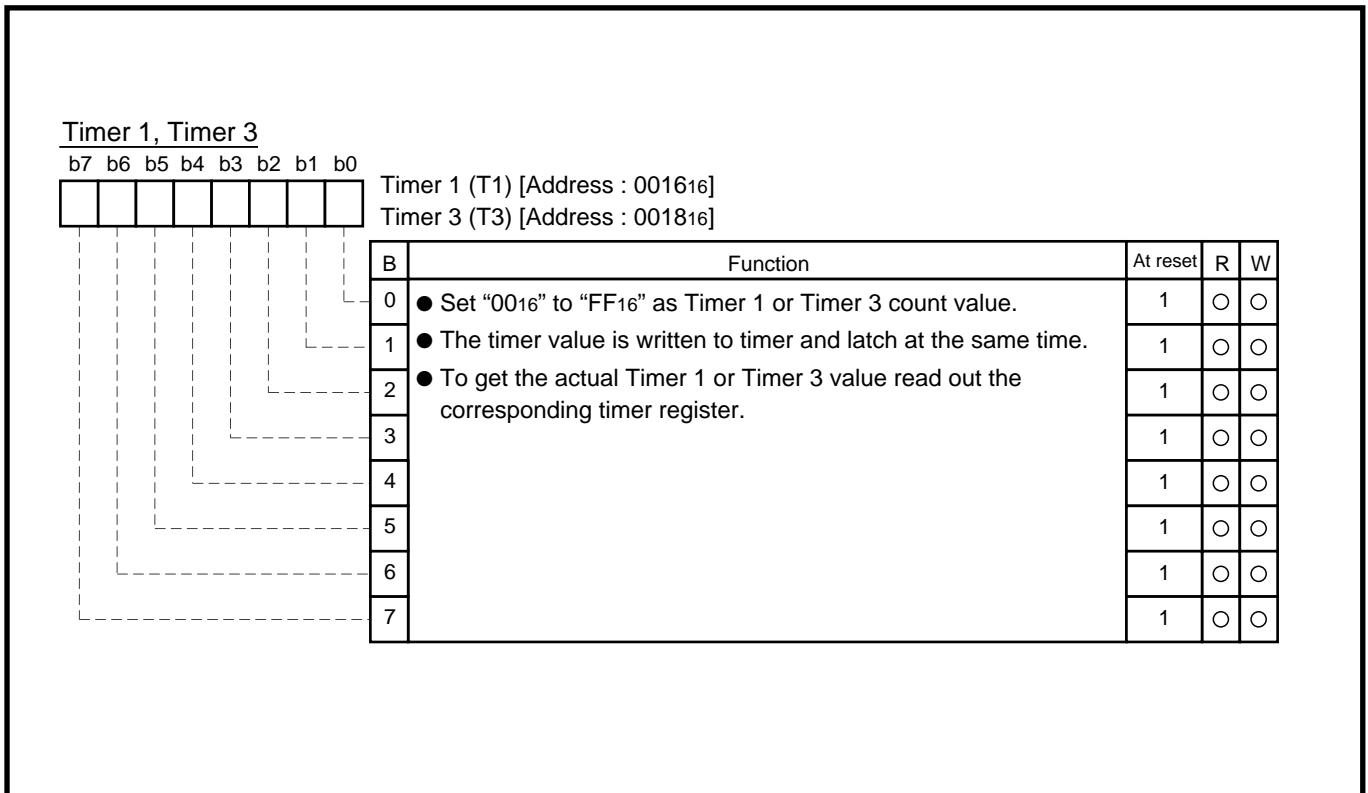 Timer 1, Timer 3
b7 b6 b5 b4 b3 b2 b1 b0
Timer 1 (T1) [Address : 001616]
Timer 3 (T3) [Address : 001816]
B Function At reset R W
0 ● Set “0016” to “FF16” as Timer 1 or Timer 3 count value. 1 ○ ○
1 ● The timer value is written to timer and latch at the same time. 1 ○ ○
2 ● To get the actual Timer 1 or Timer 3 value read out the 1 ○ ○
corresponding timer register.
3 1 ○ ○
4 1 ○ ○
5 1 ○ ○
6 1 ○ ○
7 1 ○ ○